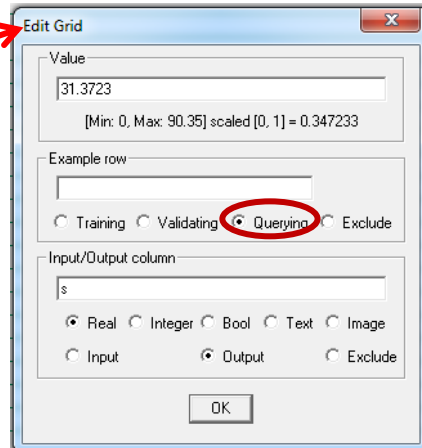 Edit Grid
Value
31.3723
[Min: 0, Max: 90.35] scaled [0, 1] = 0.347233
Example row
Training Validating Querying Exclude
Input/Output column
s
Real Integer Bool Text Image
Input Output Exclude
OK